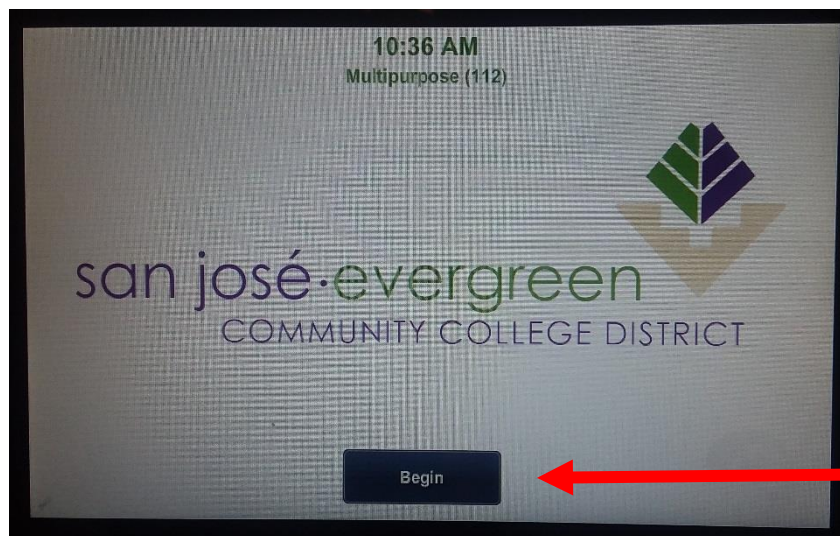 10:36 AM
Multipurpose (112)
san josé·evergreen
COMMUNITY COLLEGE DISTRICT
Begin